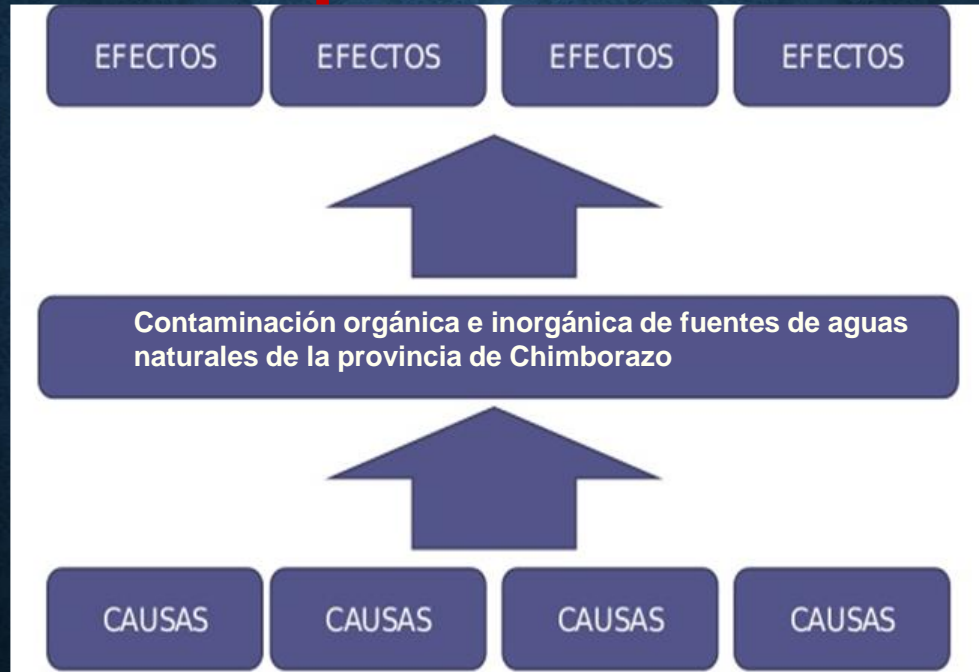 EFECTOS EFECTOS EFECTOS EFECTOS
Contaminación orgánica e inorgánica de fuentes de aguas
naturales de la provincia de Chimborazo
CAUSAS CAUSAS CAUSAS CAUSAS